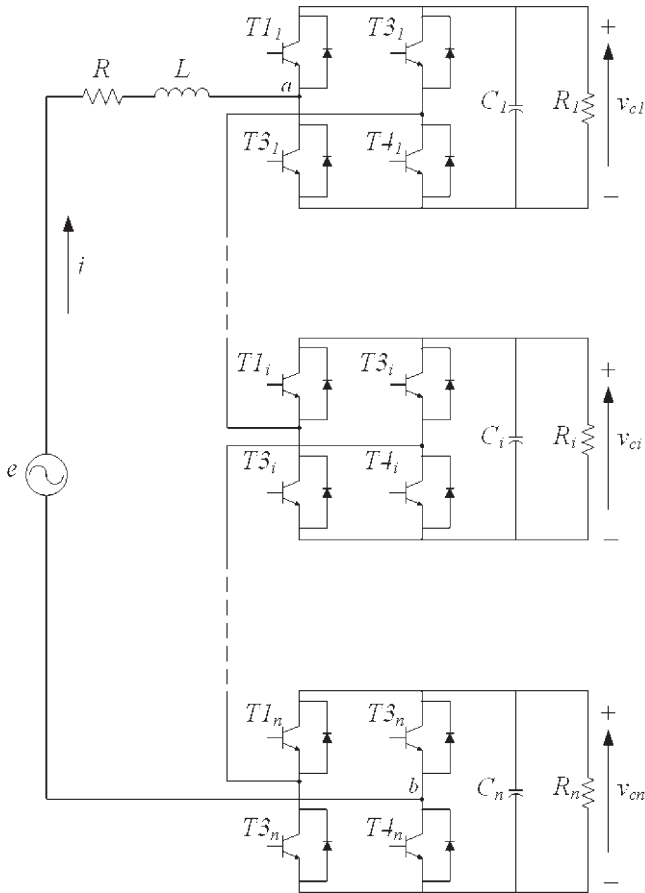 T1₁ T3₁
R L a
C₁ R₁ + v_c1 −
T3₁ T4₁
i
T1ᵢ T3ᵢ
Cᵢ Rᵢ + v_ci −
T3ᵢ T4ᵢ
e
T1ₙ T3ₙ
b Cₙ Rₙ + v_cn −
T3ₙ T4ₙ